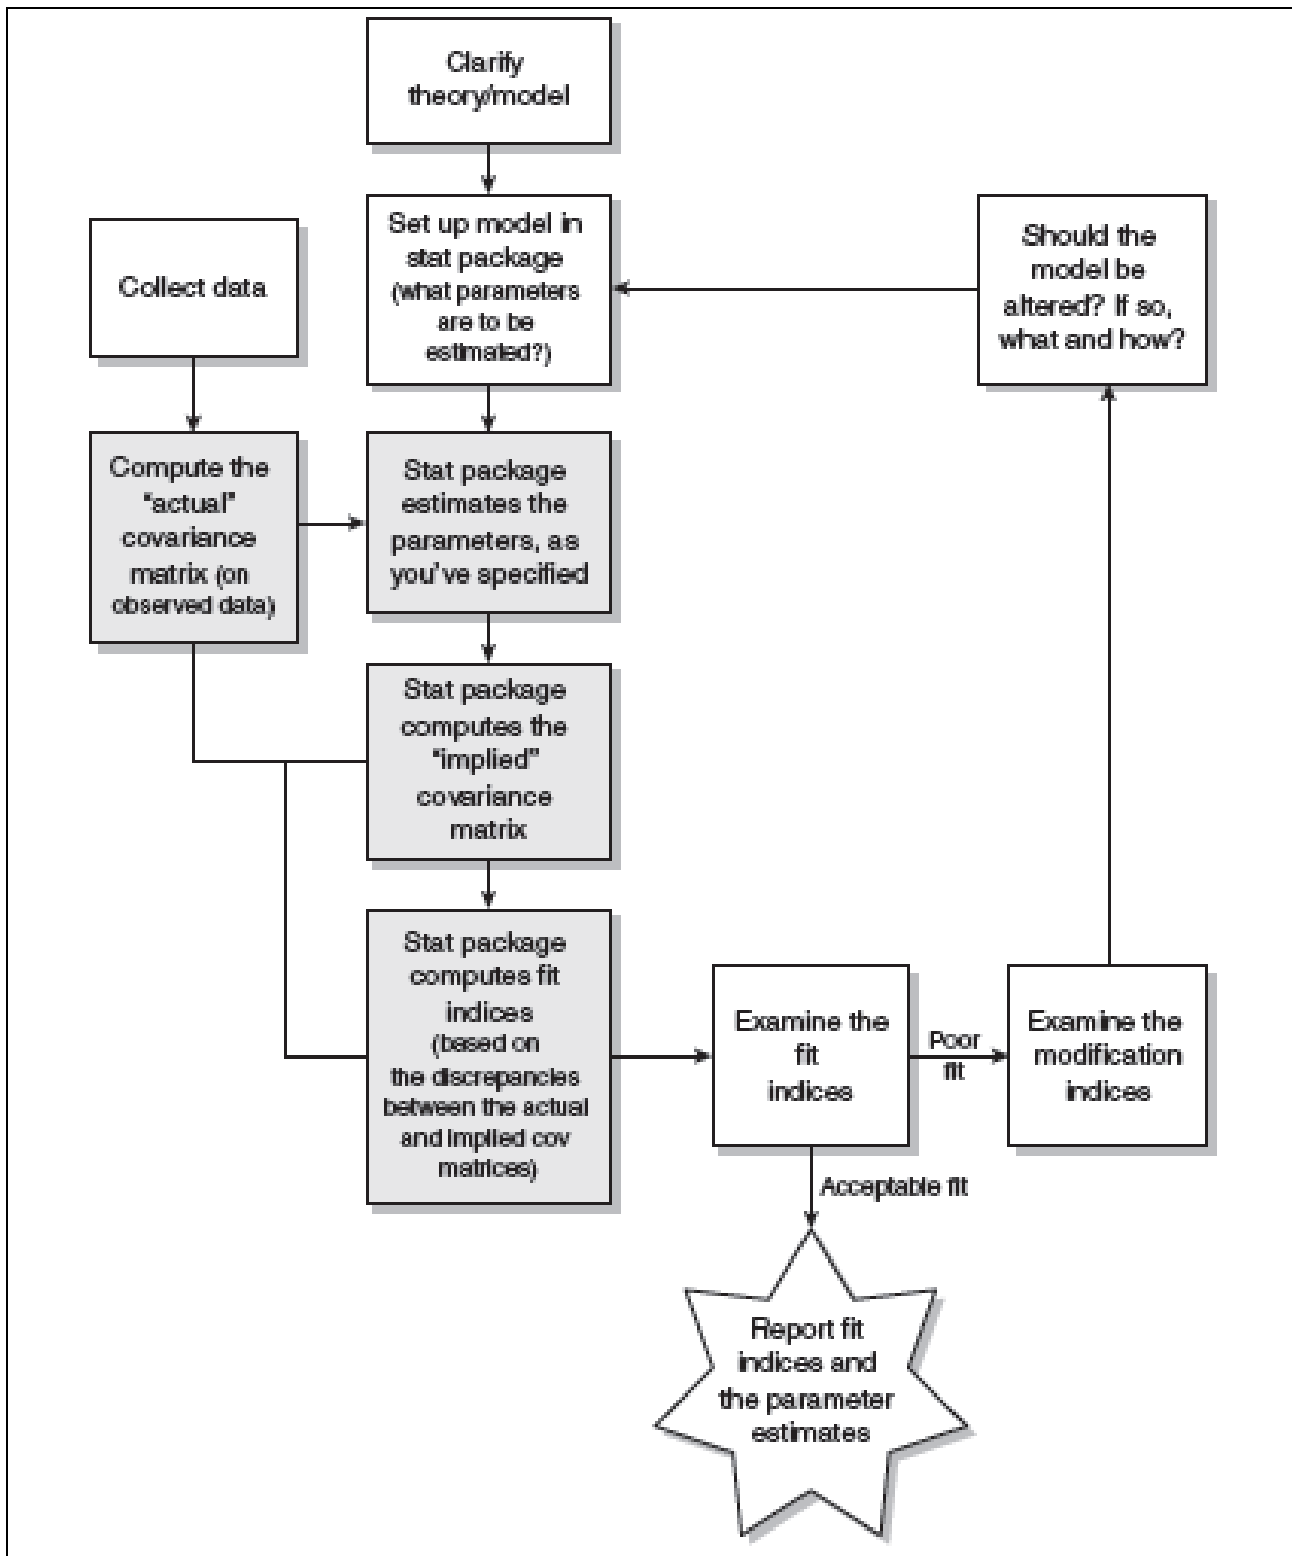 Clarify
theory/model
Set up model in
stat package
(what parameters
are to be
estimated?)
Should the
model be
altered? If so,
what and how?
Collect data
Compute the
"actual"
covariance
matrix (on
observed data)
Stat package
estimates the
parameters, as
you've specified
Stat package
computes the
"implied"
covariance
matrix
Stat package
computes fit
indices
(based on
the discrepancies
between the actual
and implied cov
matrices)
Examine the
fit
indices
Poor
fit
Examine the
modification
indices
Acceptable fit
Report fit
indices and
the parameter
estimates